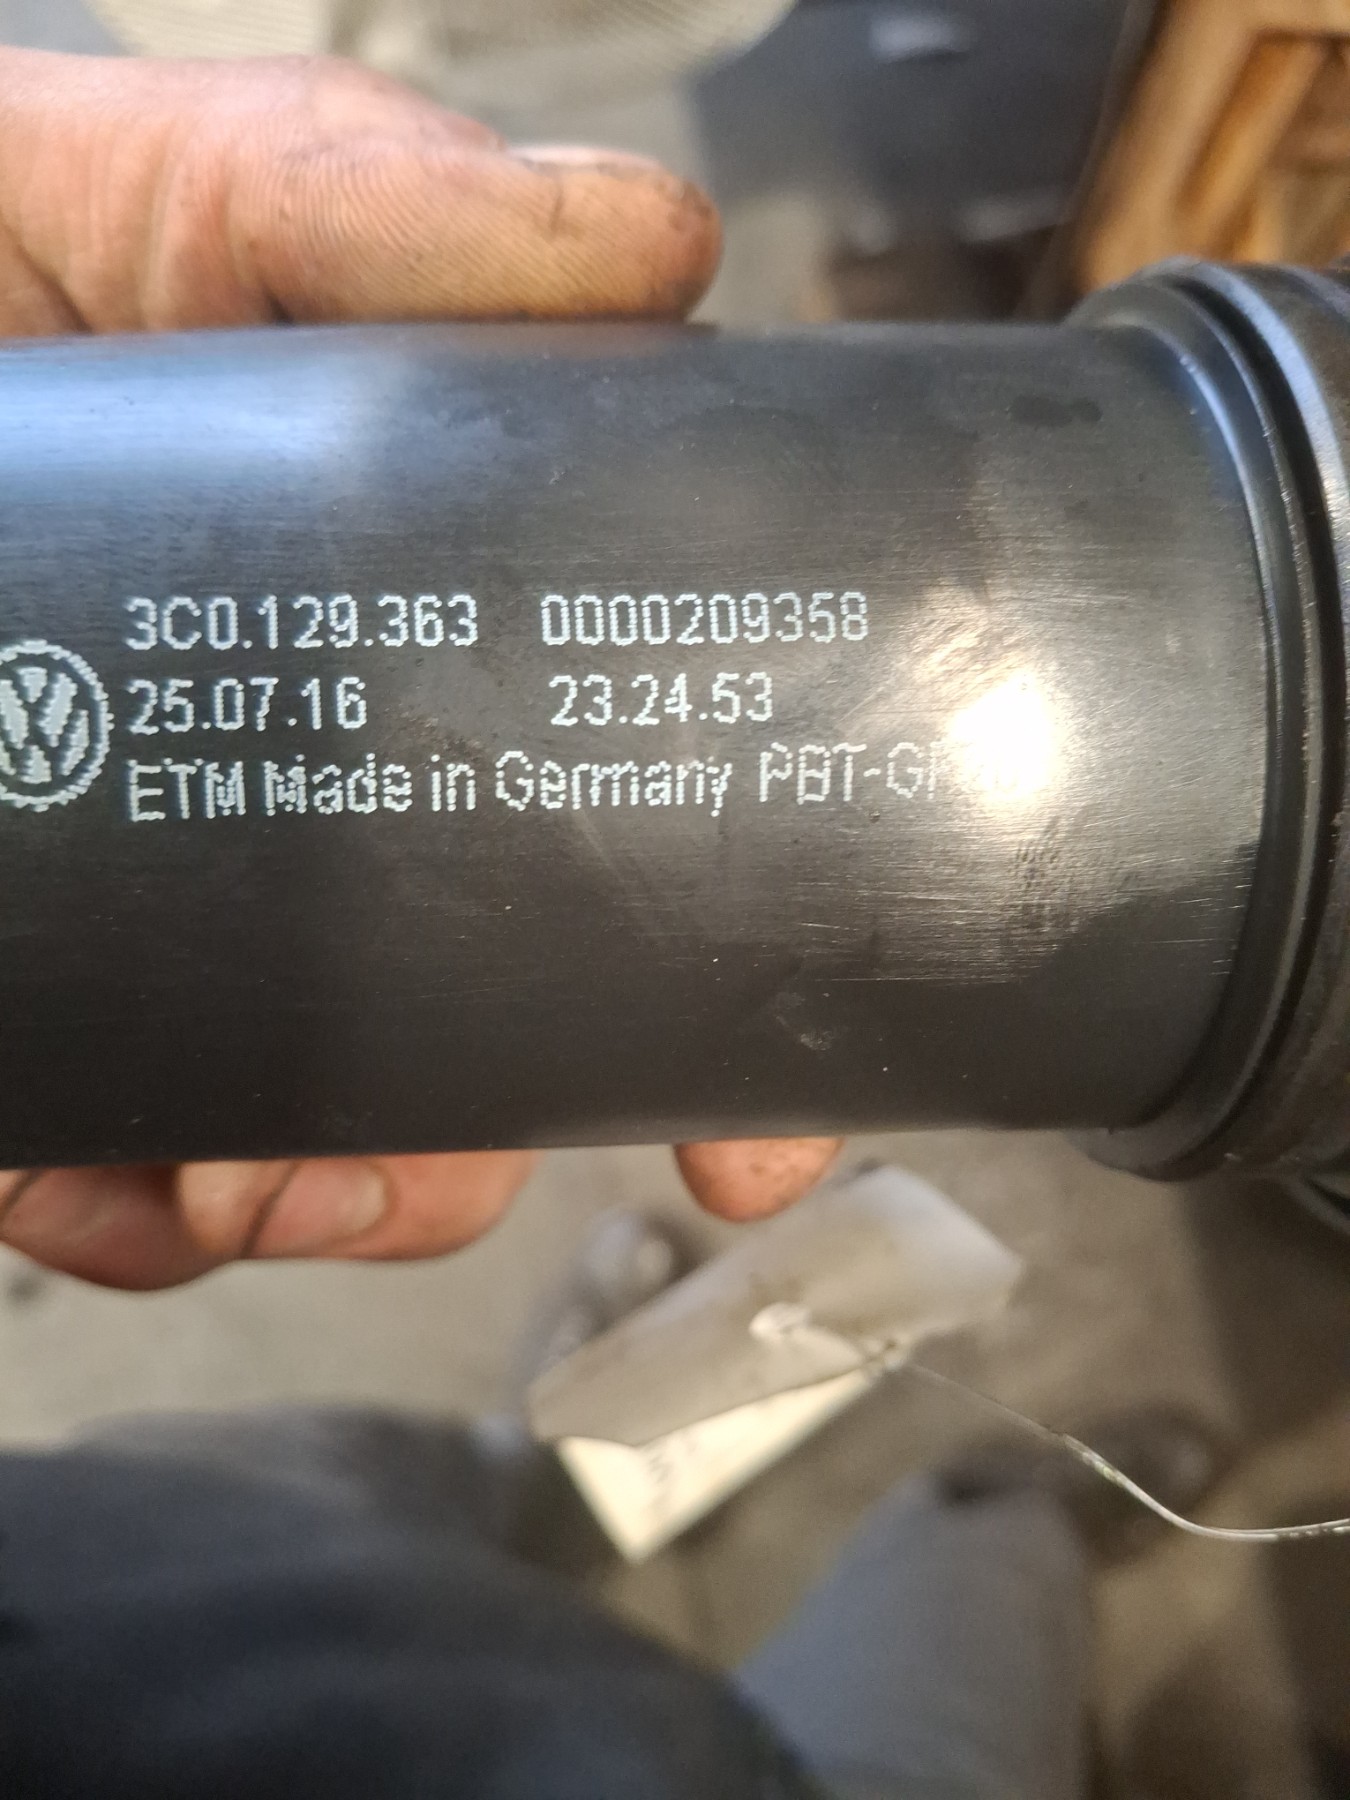 3C0.129.363 0000209358
25.07.16 23.24.53
ETM Made in Germany